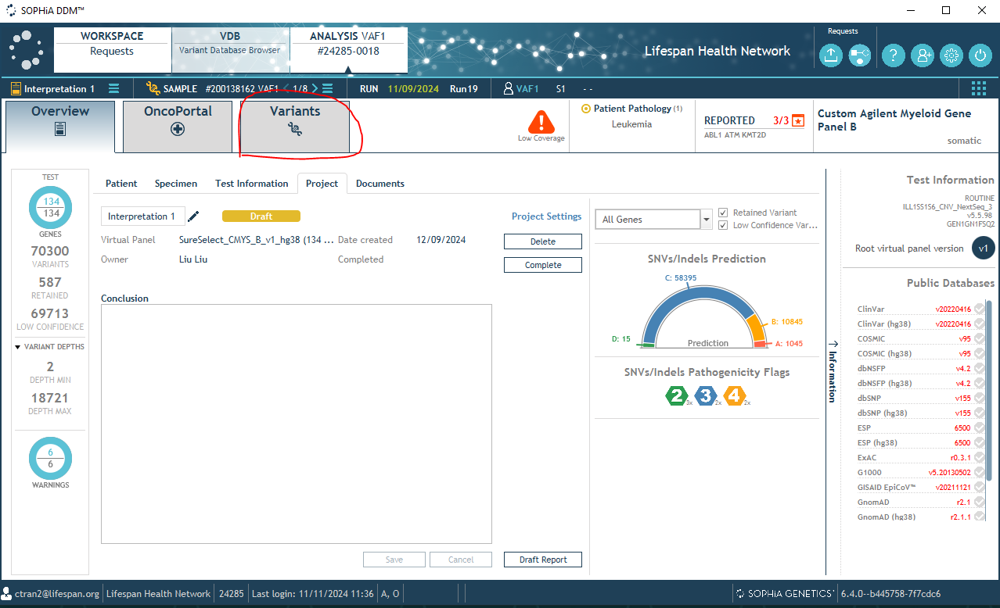 SOPHiA DDM™
WORKSPACE
Requests
VDB
Variant Database Browser
ANALYSIS VAF1
#24285-0018
Lifespan Health Network
Requests
?
Interpretation 1
SAMPLE #200138162 VAF1 < 1/8 >
RUN 11/09/2024 Run19
VAF1 S1 - -
Overview
OncoPortal
Variants
!
Low Coverage
Patient Pathology (1)
Leukemia
REPORTED 3/3
ABL1 ATM KMT2D
Custom Agilent Myeloid Gene
Panel B
somatic
TEST
134
134
GENES
70300
VARIANTS
587
RETAINED
69713
LOW CONFIDENCE
VARIANT DEPTHS
2
DEPTH MIN
18721
DEPTH MAX
6
6
WARNINGS
Patient Specimen Test Information Project Documents
Interpretation 1 Draft Project Settings
Virtual Panel SureSelect_CMYS_B_v1_hg38 (134 ... Date created 12/09/2024 Delete
Owner Liu Liu Completed Complete
Conclusion
Save Cancel Draft Report
All Genes
Retained Variant
Low Confidence Var...
SNVs/Indels Prediction
C: 58395
B: 10845
D: 15
A: 1045
Prediction
SNVs/Indels Pathogenicity Flags
2 3x 3 2x 4 2x
Information
Test Information
ROUTINE
ILL1SS1S6_CNV_NextSeq_3
v5.5.98
GEN1GN1FSQ2
Root virtual panel version v1
Public Databases
ClinVar v20220416
ClinVar (hg38) v20220416
COSMIC v95
COSMIC (hg38) v95
dbNSFP v4.2
dbNSFP (hg38) v4.2
dbSNP v155
dbSNP (hg38) v155
ESP 6500
ESP (hg38) 6500
ExAC r0.3.1
G1000 v5.20130502
GISAID EpiCoV™ v20211121
GnomAD r2.1
GnomAD (hg38) r2.1.1
ctran2@lifespan.org Lifespan Health Network 24285 Last login: 11/11/2024 11:36 A, O
SOPHiA GENETICS™ 6.4.0--b445758-7f7cdc6